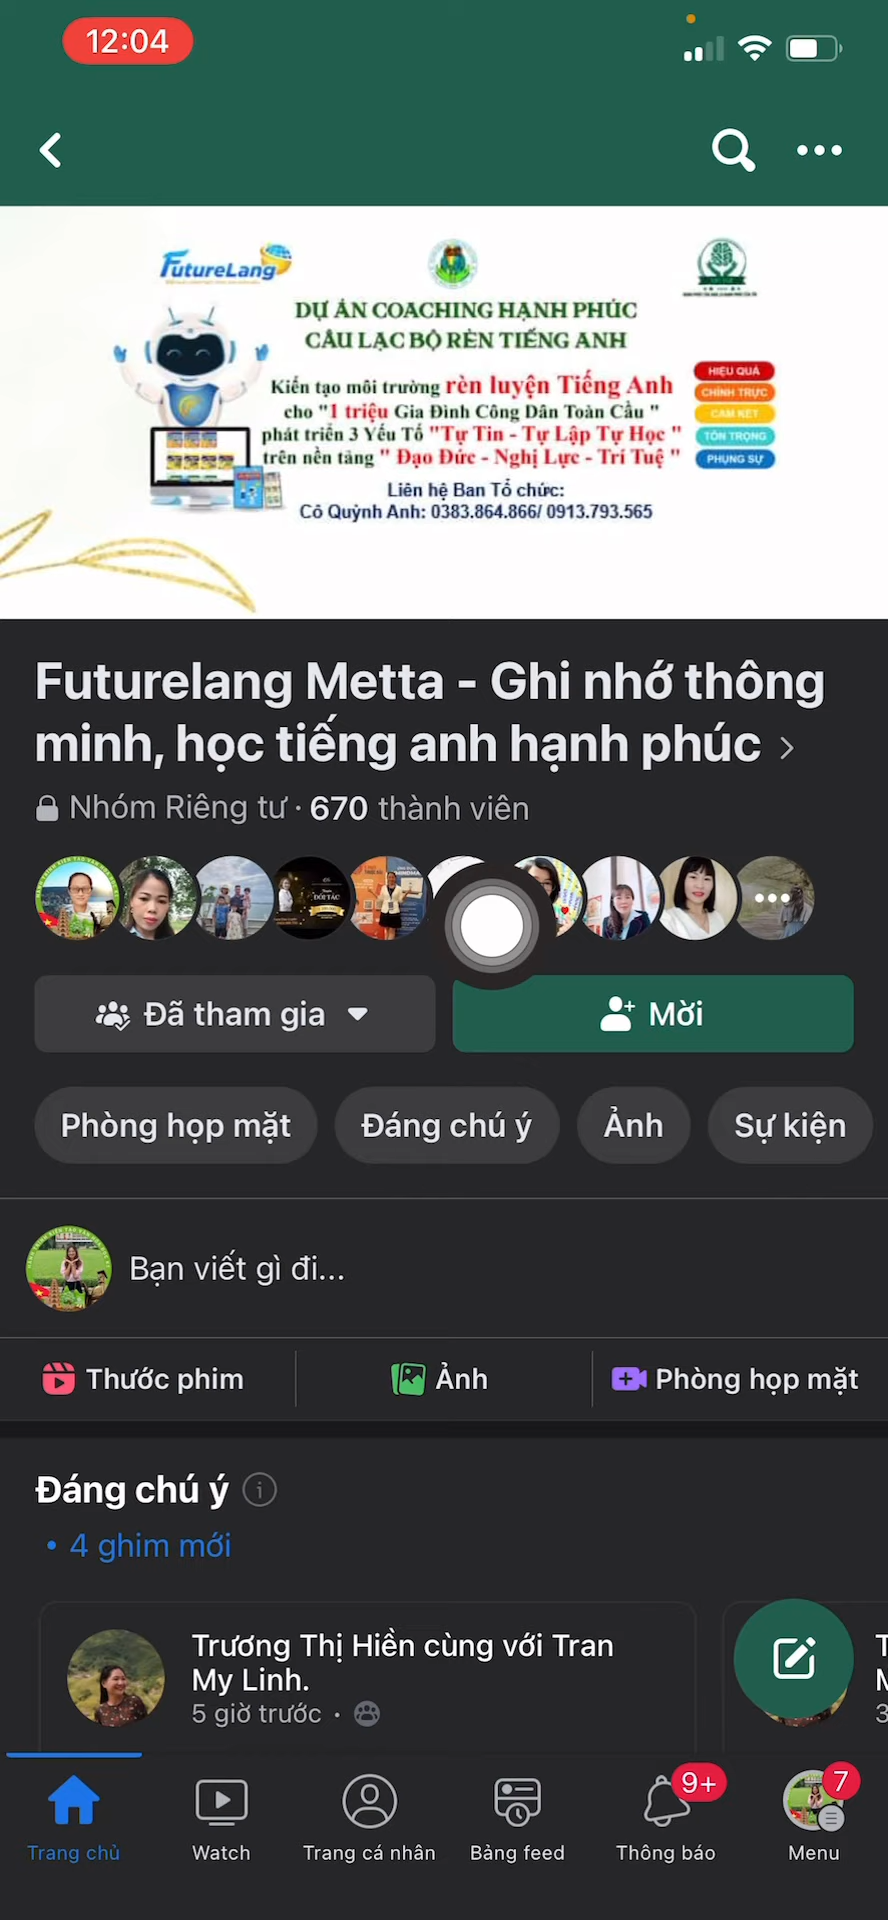 12:04
FutureLang
DỰ ÁN COACHING HẠNH PHÚC
CÂU LẠC BỘ RÈN TIẾNG ANH
Kiến tạo môi trường rèn luyện Tiếng Anh
cho "1 triệu Gia Đình Công Dân Toàn Cầu "
phát triển 3 Yếu Tố "Tự Tin - Tự Lập Tự Học "
trên nền tảng " Đạo Đức - Nghị Lực - Trí Tuệ "
Liên hệ Ban Tổ chức:
Cô Quỳnh Anh: 0383.864.866/ 0913.793.565
HIỆU QUẢ
CHÍNH TRỰC
CAM KẾT
TÔN TRỌNG
PHỤNG SỰ
Futurelang Metta - Ghi nhớ thông
minh, học tiếng anh hạnh phúc
Nhóm Riêng tư · 670 thành viên
Đã tham gia
Mời
Phòng họp mặt
Đáng chú ý
Ảnh
Sự kiện
Bạn viết gì đi...
Thước phim
Ảnh
Phòng họp mặt
Đáng chú ý
• 4 ghim mới
Trương Thị Hiền cùng với Tran
My Linh.
5 giờ trước ·
9+
7
Trang chủ
Watch
Trang cá nhân
Bảng feed
Thông báo
Menu